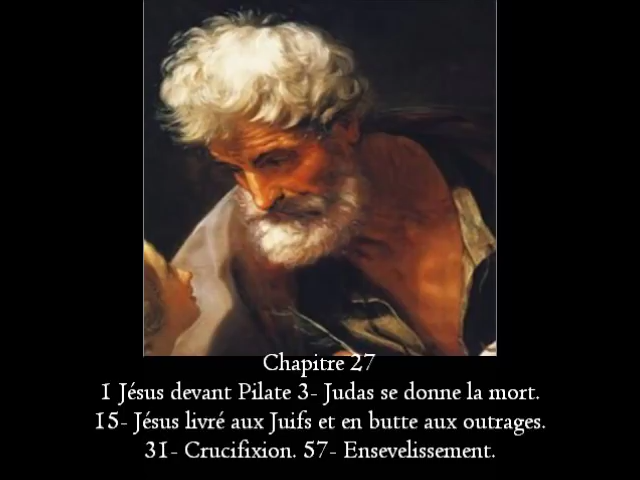 Chapitre 27
1 Jésus devant Pilate 3- Judas se donne la mort.
15- Jésus livré aux Juifs et en butte aux outrages.
31- Crucifixion. 57- Ensevelissement.